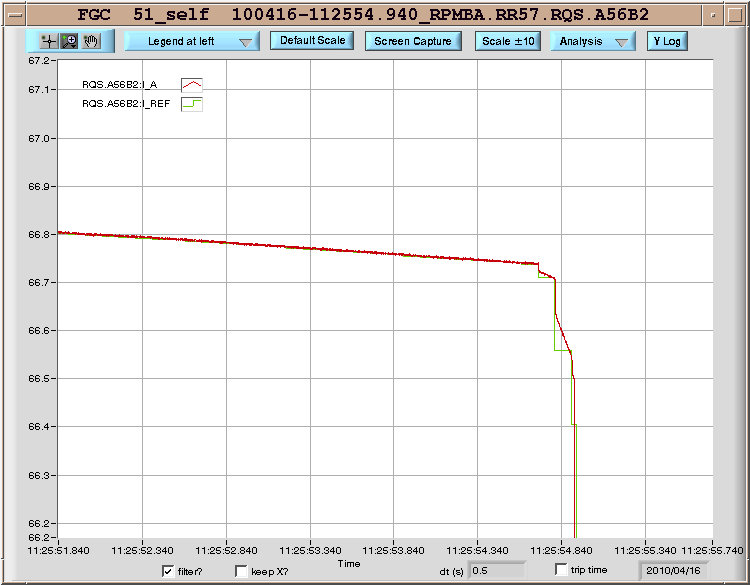 FGC 51_self 100416-112554.940_RPMBA.RR57.RQS.A56B2
Legend at left
Default Scale
Screen Capture
Scale ±10
Analysis
Y Log
67.2
67.1
67.0
66.9
66.8
66.7
66.6
66.5
66.4
66.3
66.2
66.2
RQS.A56B2:I_A
RQS.A56B2:I_REF
11:25:51.840
11:25:52.340
11:25:52.840
11:25:53.340
11:25:53.840
11:25:54.340
11:25:54.840
11:25:55.340
11:25:55.740
Time
filter?
keep X?
dt (s)
0.5
trip time
2010/04/16